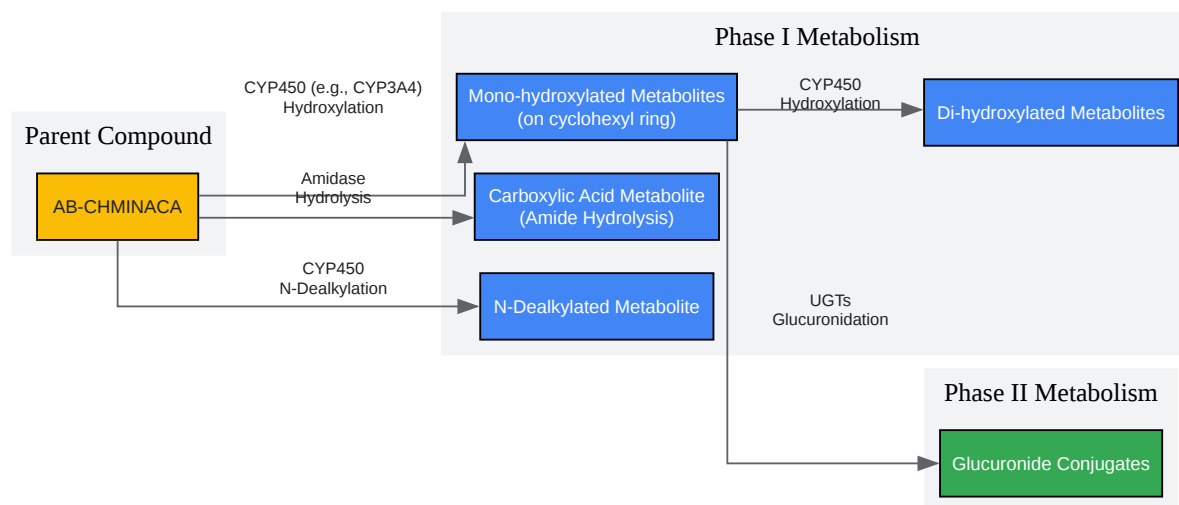 Phase I Metabolism
CYP450 (e.g., CYP3A4)
Hydroxylation
Mono-hydroxylated Metabolites
(on cyclohexyl ring)
CYP450
Hydroxylation
Di-hydroxylated Metabolites
Parent Compound
AB-CHMINACA
Amidase
Hydrolysis
Carboxylic Acid Metabolite
(Amide Hydrolysis)
CYP450
N-Dealkylation
N-Dealkylated Metabolite
UGTs
Glucuronidation
Phase II Metabolism
Glucuronide Conjugates